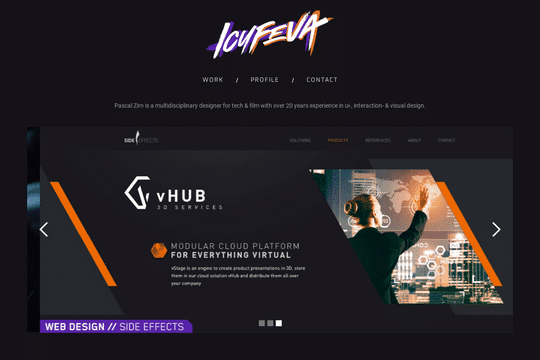 ICUFEVA
WORK / PROFILE / CONTACT
Pascal Zirn is a multidisciplinary designer for tech & film with over 20 years experience in ui-, interaction- & visual design.
SIDE EFFECTS
SOLUTIONS PRODUCTS REFERENCES ABOUT CONTACT
vHUB
3D SERVICES
MODULAR CLOUD PLATFORM
FOR EVERYTHING VIRTUAL
vStage is an engine to create product presentations in 3D, store
them in our cloud solution vHub and distribute them all over
your company
WEB DESIGN // SIDE EFFECTS